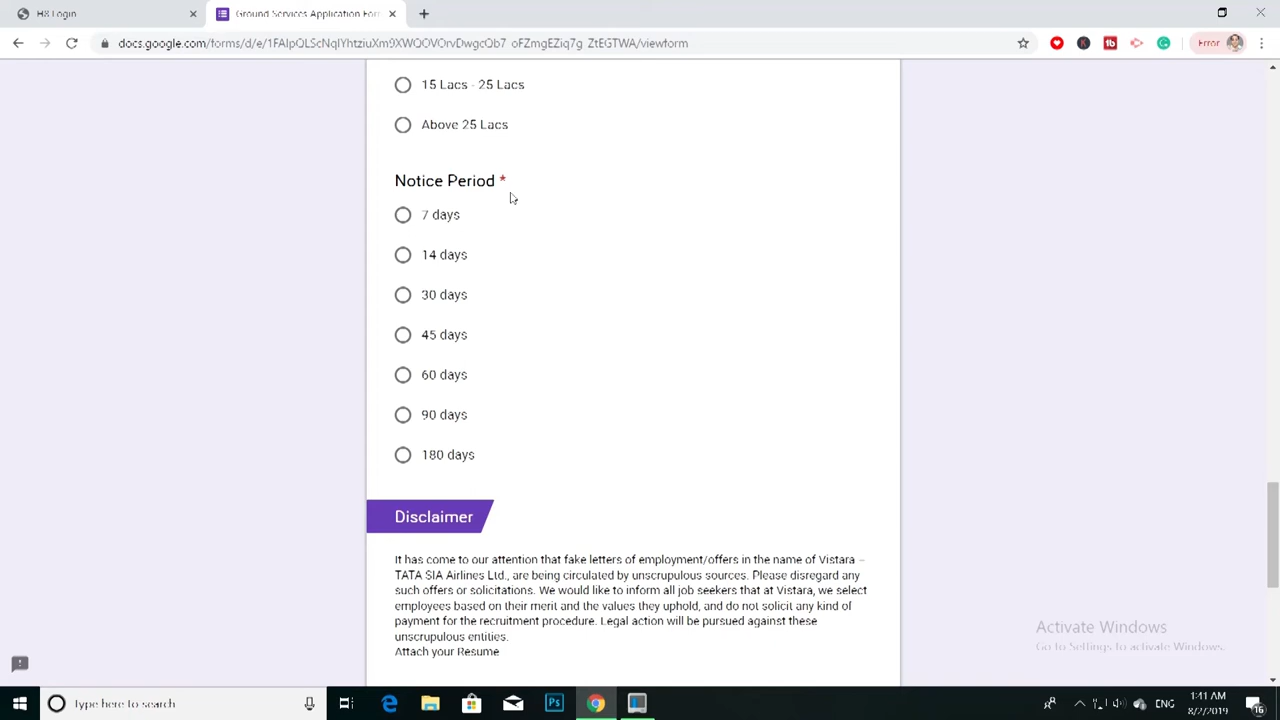 H8 Login
Ground Services Application For
docs.google.com/forms/d/e/
/viewform
Error
15 Lacs - 25 Lacs
Above 25 Lacs
Notice Period *
7 days
14 days
30 days
45 days
60 days
90 days
180 days
Disclaimer
It has come to our attention that fake letters of employment/offers in the name of Vistara –
TATA SIA Airlines Ltd., are being circulated by unscrupulous sources. Please disregard any
such offers or solicitations. We would like to inform all job seekers that at Vistara, we select
employees based on their merit and the values they uphold, and do not solicit any kind of
payment for the recruitment procedure. Legal action will be pursued against these
unscrupulous entities.
Attach your Resume
Activate Windows
Go to Settings to activate Windows.
Type here to search
Ps
ENG
1:41 AM
8/2/2019
16